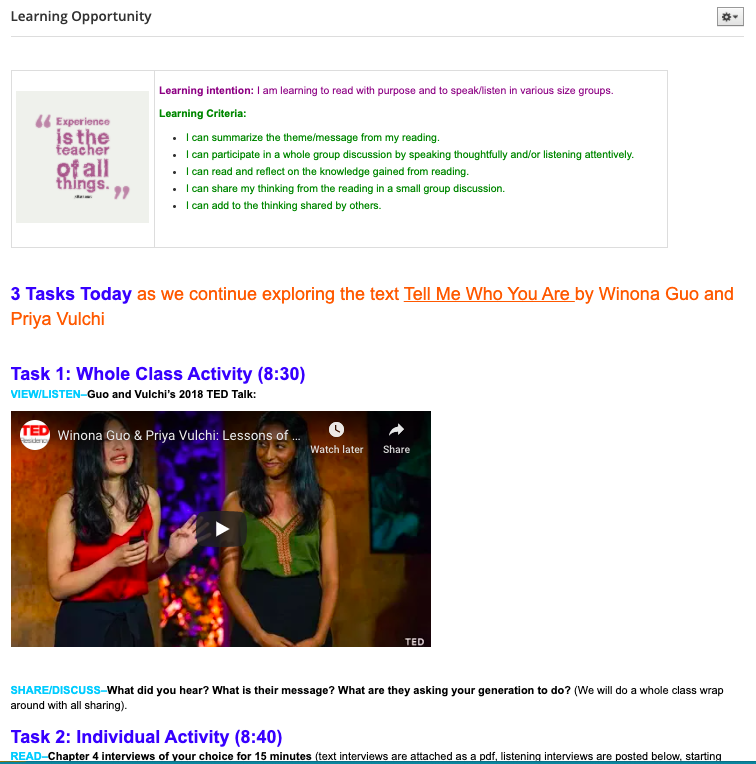 Learning Opportunity
“ Experience
is the
teacher
of all
things. ”
Learning intention: I am learning to read with purpose and to speak/listen in various size groups.
Learning Criteria:
• I can summarize the theme/message from my reading.
• I can participate in a whole group discussion by speaking thoughtfully and/or listening attentively.
• I can read and reflect on the knowledge gained from reading.
• I can share my thinking from the reading in a small group discussion.
• I can add to the thinking shared by others.
3 Tasks Today as we continue exploring the text Tell Me Who You Are by Winona Guo and
Priya Vulchi
Task 1: Whole Class Activity (8:30)
VIEW/LISTEN–Guo and Vulchi’s 2018 TED Talk:
TED
Residency
Winona Guo & Priya Vulchi: Lessons of ...
Watch later
Share
TED
SHARE/DISCUSS–What did you hear? What is their message? What are they asking your generation to do? (We will do a whole class wrap
around with all sharing).
Task 2: Individual Activity (8:40)
READ–Chapter 4 interviews of your choice for 15 minutes (text interviews are attached as a pdf, listening interviews are posted below, starting